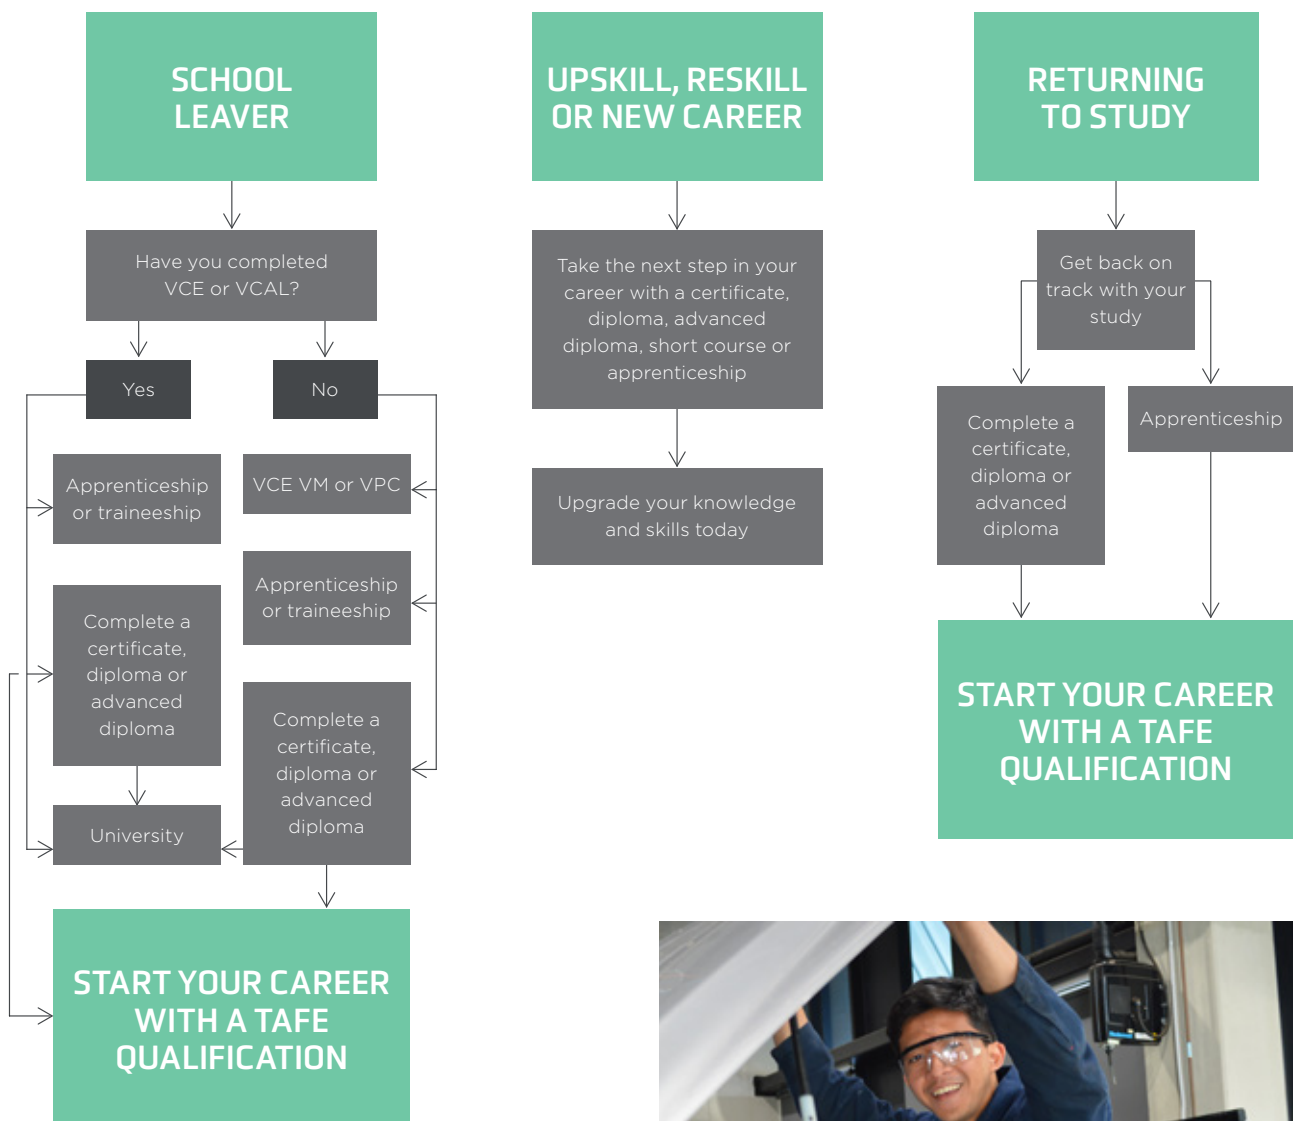 SCHOOL
LEAVER
Have you completed
VCE or VCAL?
Yes
No
Apprenticeship
or traineeship
VCE VM or VPC
Apprenticeship
or traineeship
Complete a
certificate,
diploma or
advanced
diploma
Complete a
certificate,
diploma or
advanced
diploma
University
START YOUR CAREER
WITH A TAFE
QUALIFICATION
UPSKILL, RESKILL
OR NEW CAREER
Take the next step in your
career with a certificate,
diploma, advanced
diploma, short course or
apprenticeship
Upgrade your knowledge
and skills today
RETURNING
TO STUDY
Get back on
track with your
study
Complete a
certificate,
diploma or
advanced
diploma
Apprenticeship
START YOUR CAREER
WITH A TAFE
QUALIFICATION